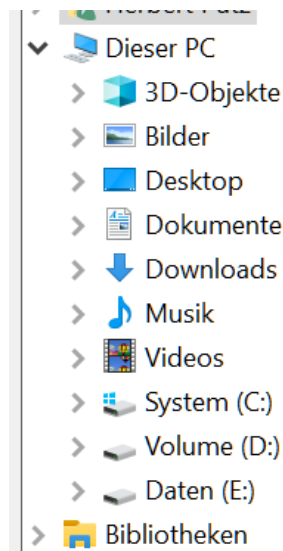 Dieser PC
3D-Objekte
Bilder
Desktop
Dokumente
Downloads
Musik
Videos
System (C:)
Volume (D:)
Daten (E:)
Bibliotheken